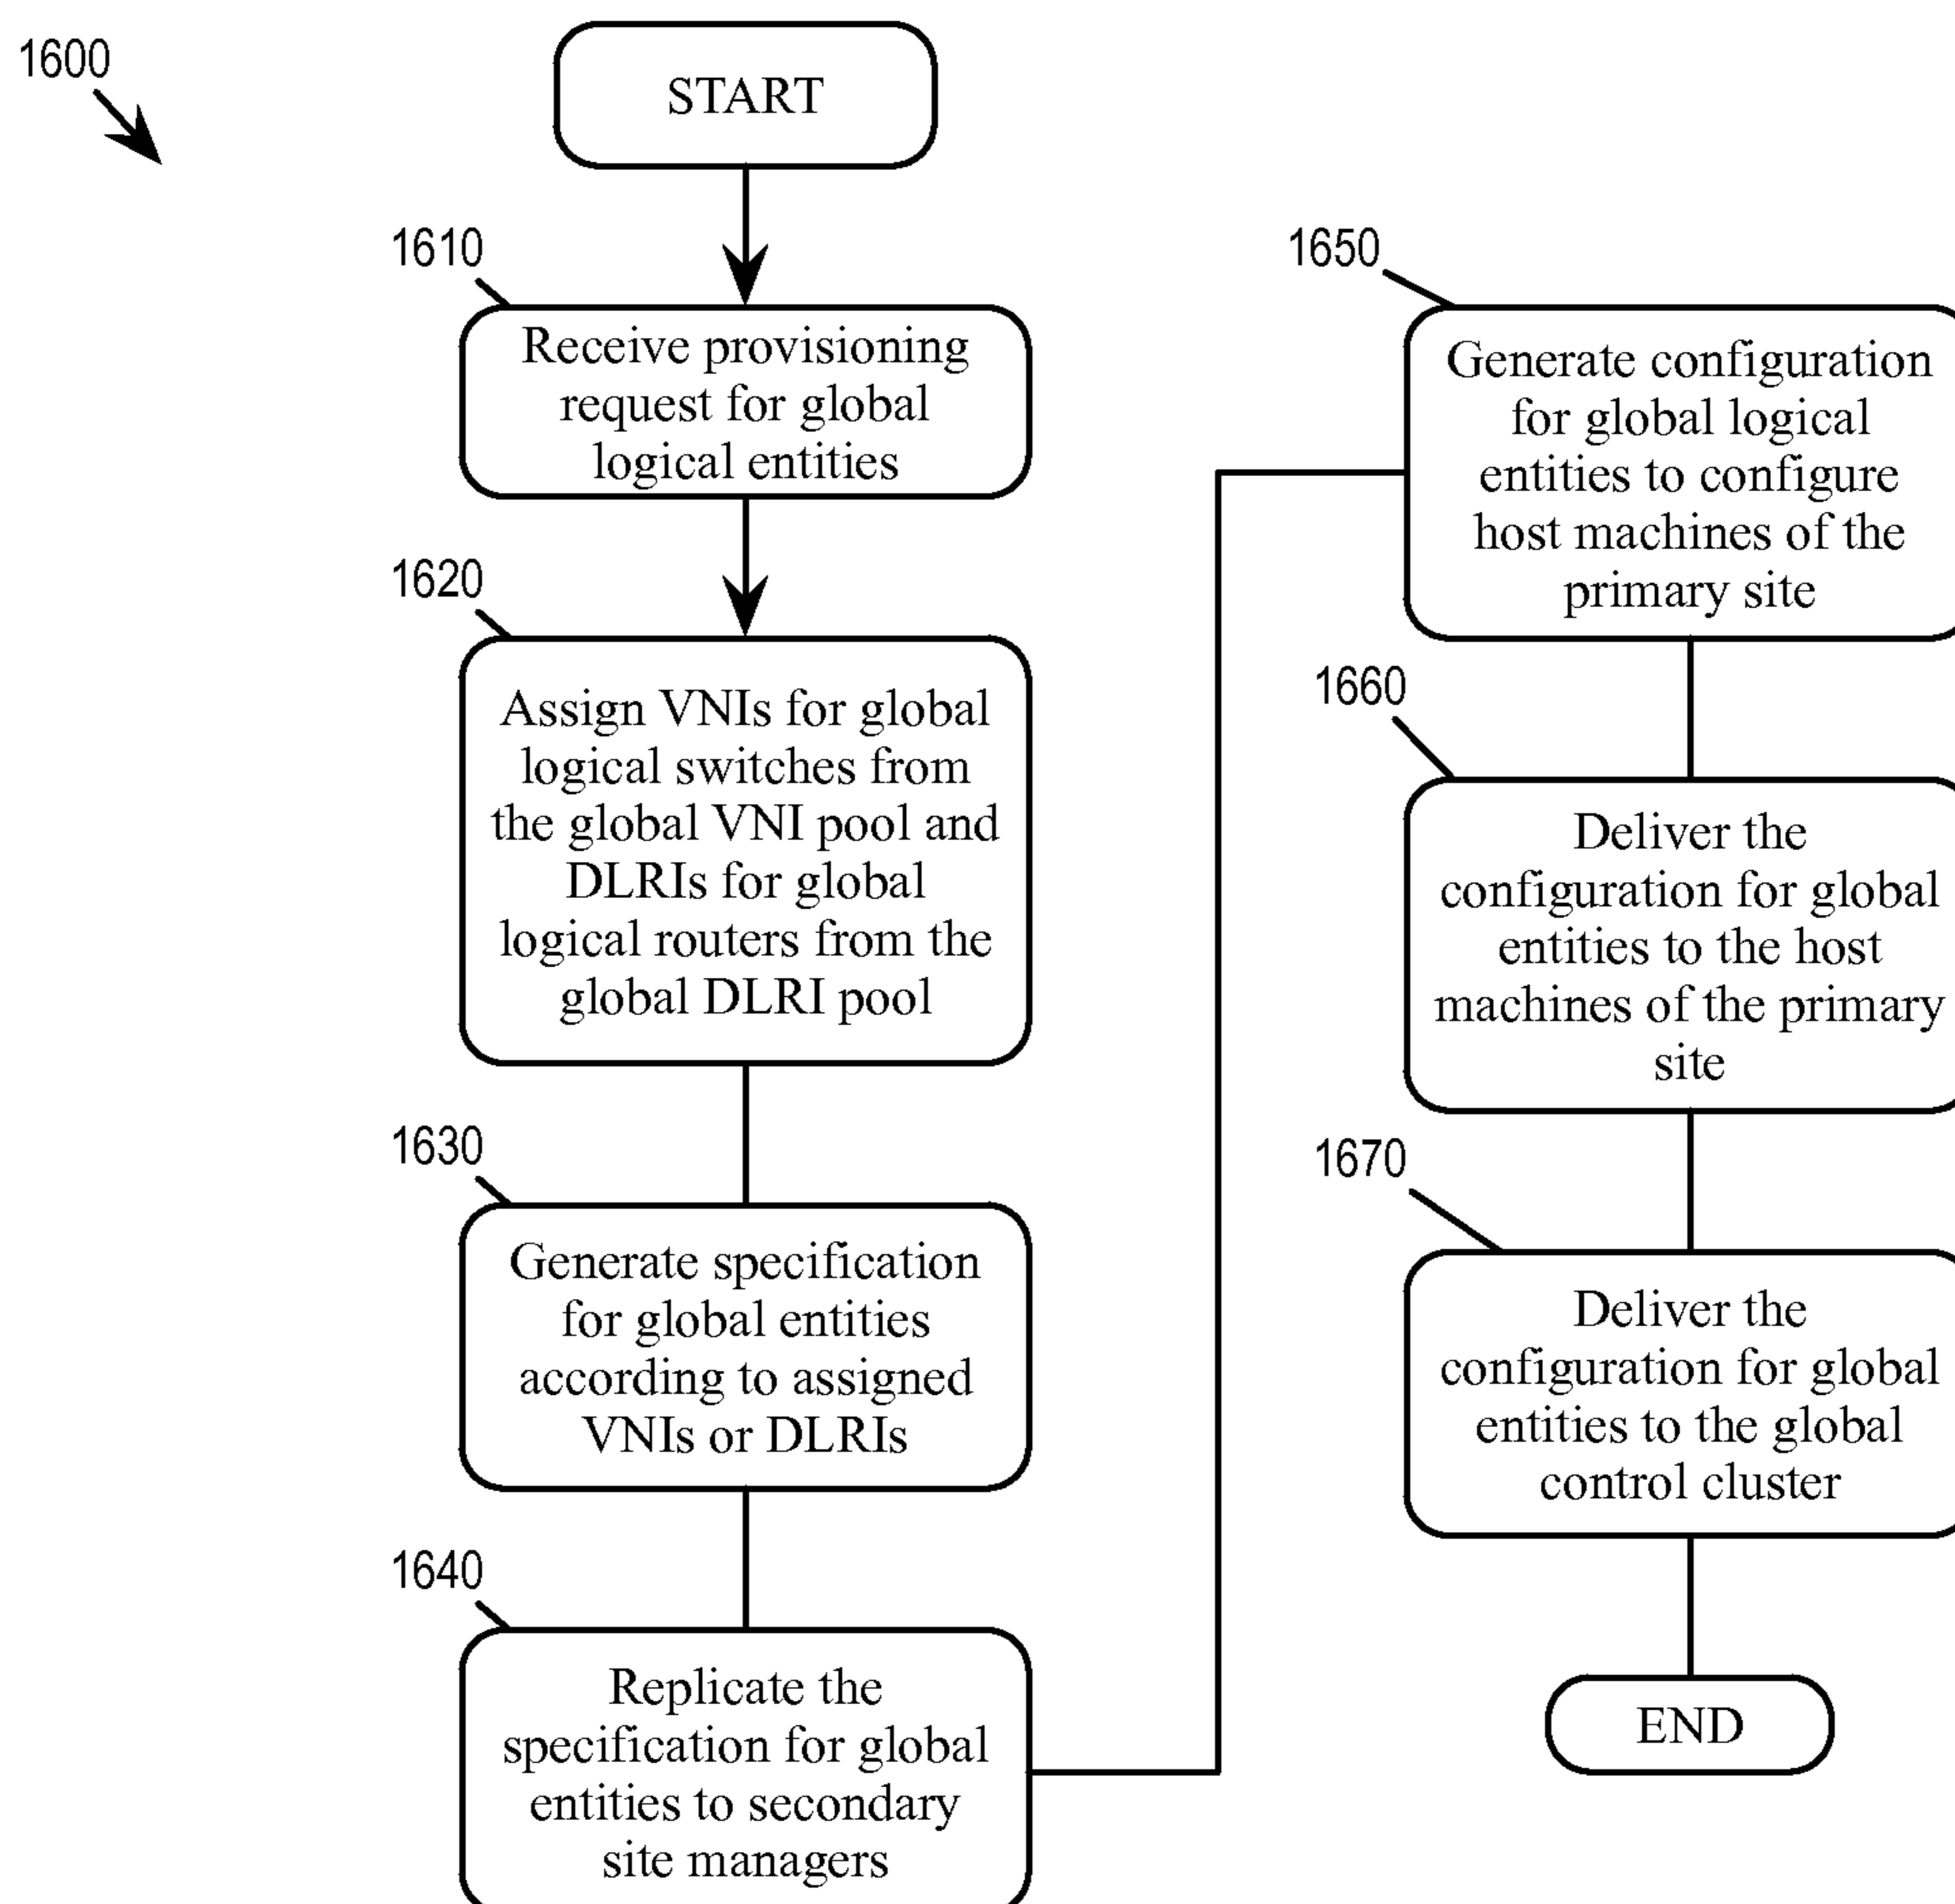 1600
START
1610
Receive provisioning
request for global
logical entities
1620
Assign VNIs for global
logical switches from
the global VNI pool and
DLRIs for global
logical routers from the
global DLRI pool
1630
Generate specification
for global entities
according to assigned
VNIs or DLRIs
1640
Replicate the
specification for global
entities to secondary
site managers
1650
Generate configuration
for global logical
entities to configure
host machines of the
primary site
1660
Deliver the
configuration for global
entities to the host
machines of the primary
site
1670
Deliver the
configuration for global
entities to the global
control cluster
END